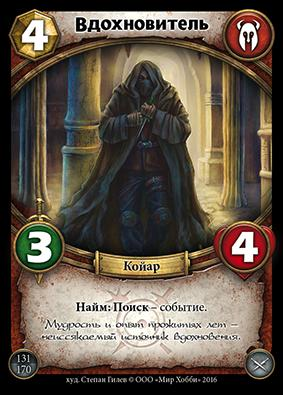 4
Вдохновитель
3
Койар
4
Найм: Поиск – событие.
Мудрость и опыт прожитых лет –
неиссякаемый источник вдохновения.
131
170
худ. Степан Гилев © ООО «Мир Хобби» 2016